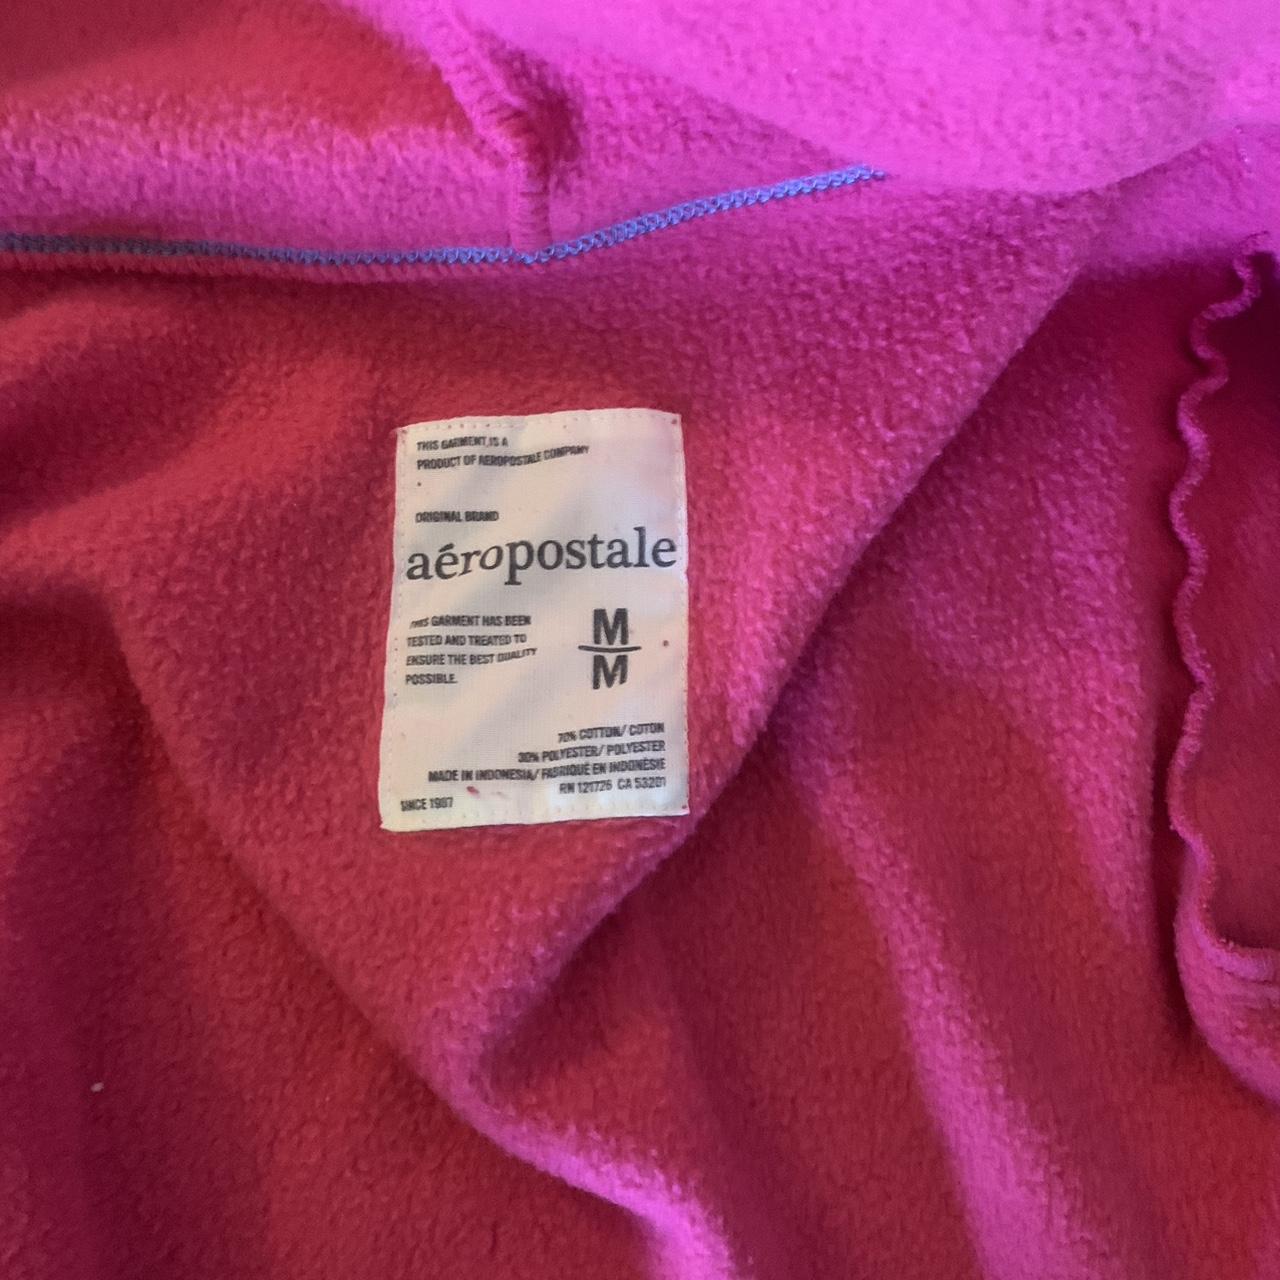 THIS GARMENT IS A
PRODUCT OF AEROPOSTALE COMPANY
ORIGINAL BRAND
aéropostale
THIS GARMENT HAS BEEN
TESTED AND TREATED TO
ENSURE THE BEST QUALITY
POSSIBLE.
M
M
70% COTTON/ COTON
30% POLYESTER/ POLYESTER
MADE IN INDONESIA/ FABRIQUÉ EN INDONÉSIE
RN 121726 CA 53201
SINCE 1987